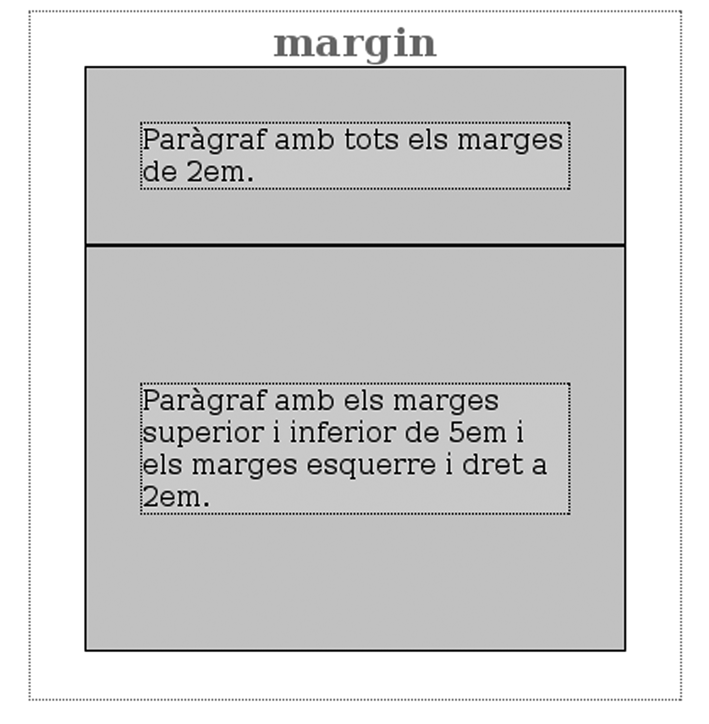 margin
Paràgraf amb tots els marges
de 2em.
Paràgraf amb els marges
superior i inferior de 5em i
els marges esquerre i dret a
2em.